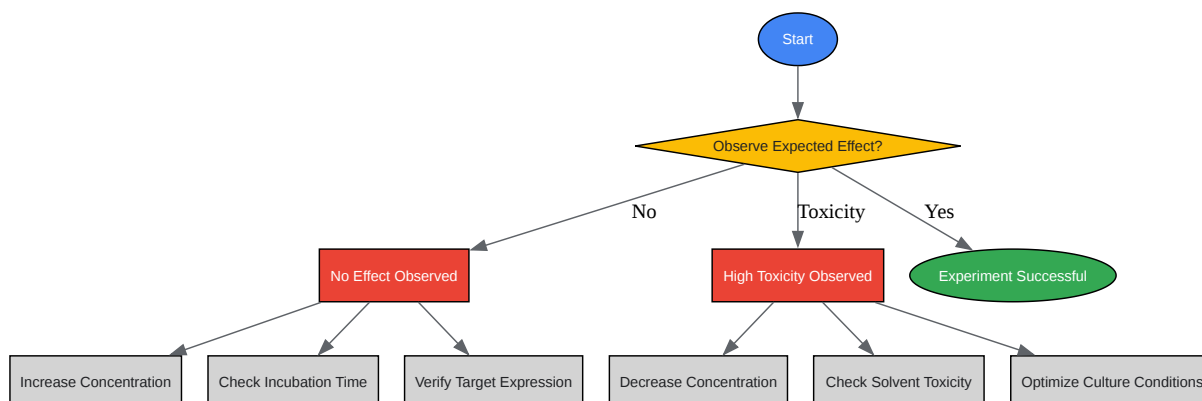 Start
Observe Expected Effect?
No
Toxicity
Yes
No Effect Observed
High Toxicity Observed
Experiment Successful
Increase Concentration
Check Incubation Time
Verify Target Expression
Decrease Concentration
Check Solvent Toxicity
Optimize Culture Conditions